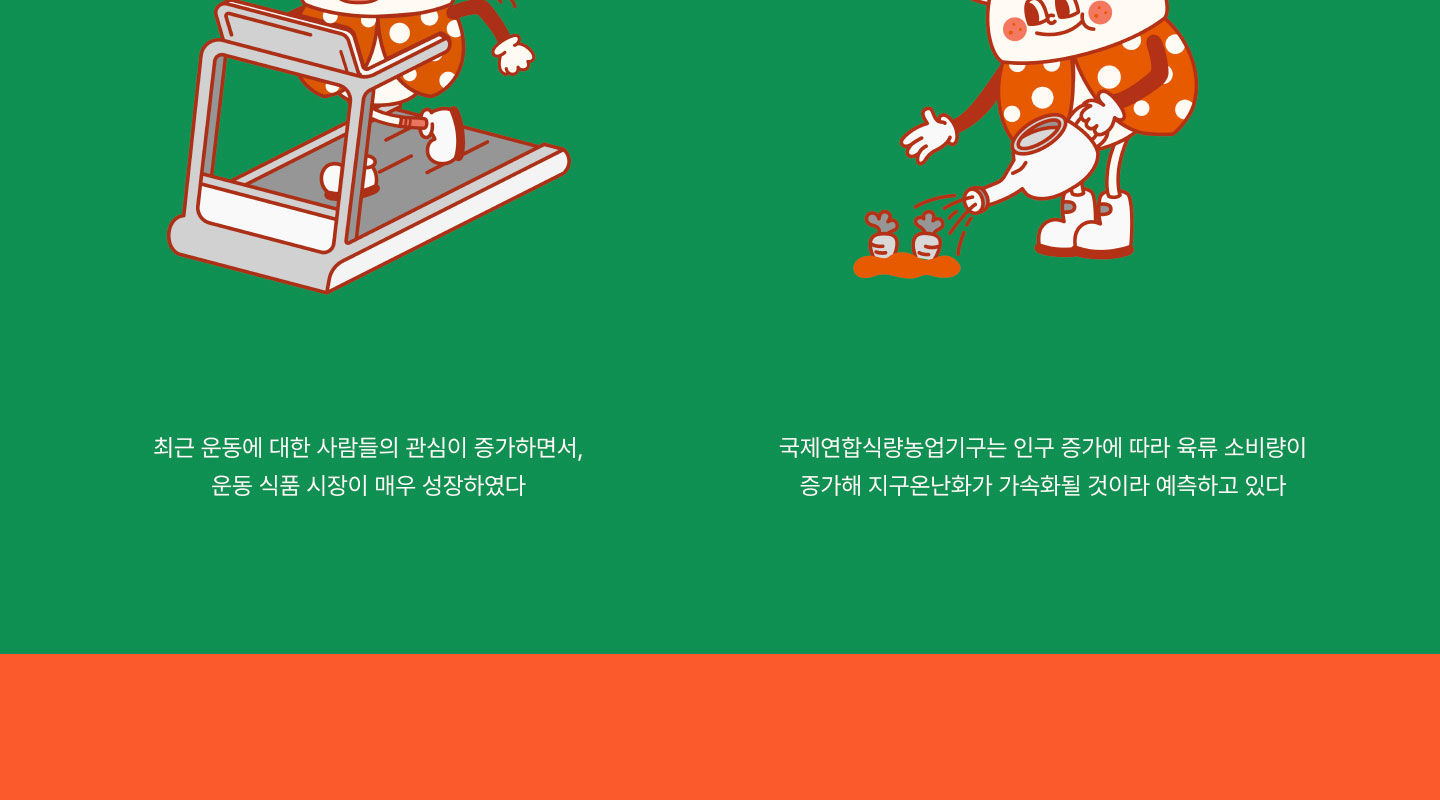 최근 운동에 대한 사람들의 관심이 증가하면서,
운동 식품 시장이 매우 성장하였다
국제연합식량농업기구는 인구 증가에 따라 육류 소비량이
증가해 지구온난화가 가속화될 것이라 예측하고 있다